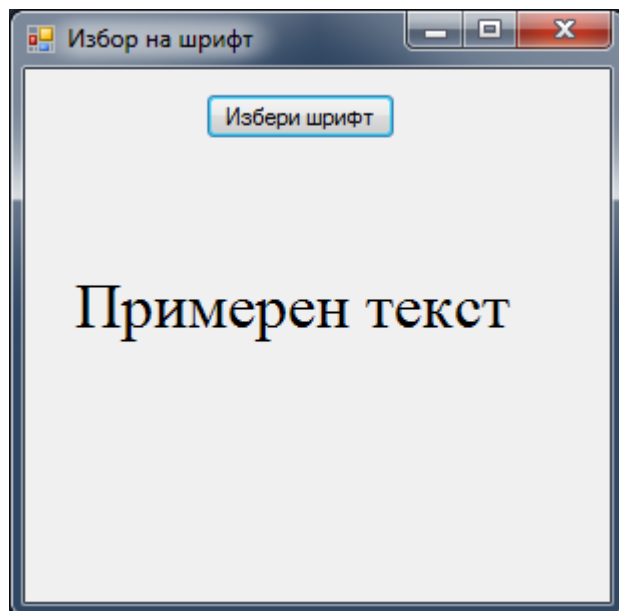 Избор на шрифт
Избери шрифт
Примерен текст